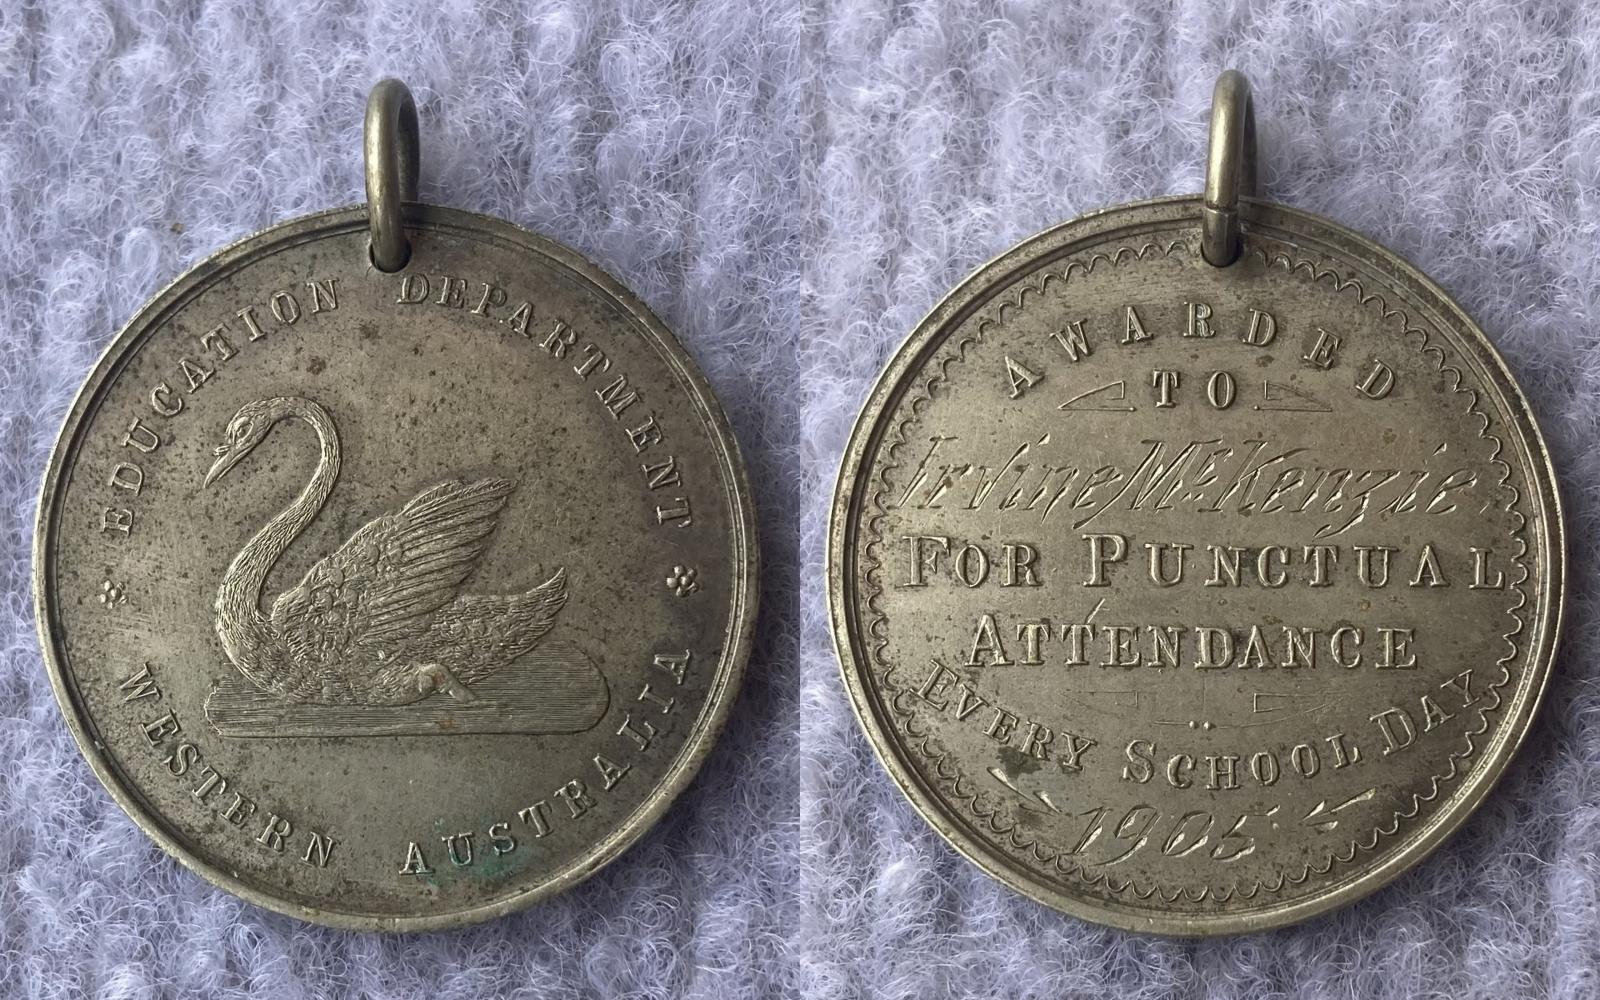 EDUCATION DEPARTMENT
WESTERN AUSTRALIA
AWARDED
TO
Irvine McKenzie
FOR PUNCTUAL
ATTENDANCE
EVERY SCHOOL DAY
1905